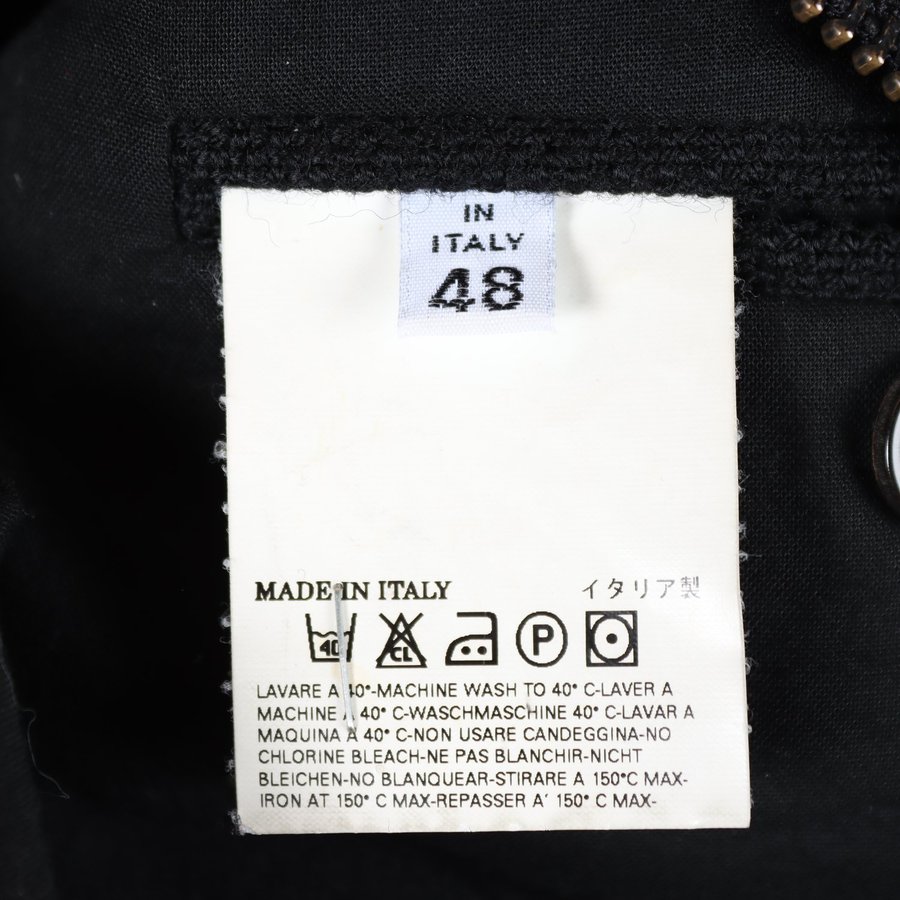 IN
ITALY
48
MADE IN ITALY イタリア製
40 CL P
LAVARE A 40°-MACHINE WASH TO 40° C-LAVER A
MACHINE A 40° C-WASCHMASCHINE 40° C-LAVAR A
MAQUINA A 40° C-NON USARE CANDEGGINA-NO
CHLORINE BLEACH-NE PAS BLANCHIR-NICHT
BLEICHEN-NO BLANQUEAR-STIRARE A 150°C MAX-
IRON AT 150° C MAX-REPASSER A' 150° C MAX-